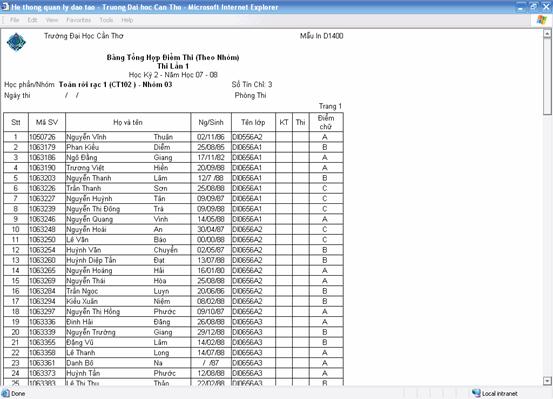 He thong quan ly dao tao - Truong Dai hoc Can Tho - Microsoft Internet Explorer
File Edit View Favorites Tools Help
Trường Đại Học Cần Thơ Mẫu In D1400
Bảng Tổng Hợp Điểm Thi (Theo Nhóm)
Thi Lần 1
Học Kỳ 2 - Năm Học 07 - 08
Học phần/Nhóm Toán rời rạc 1 (CT102 ) - Nhóm 03 Số Tín Chỉ: 3
Ngày thi / / Phòng Thi
Trang 1
Stt Mã SV Họ và tên Ng/Sinh Tên lớp KT Thi Điểm chữ
1 1050726 Nguyễn Vĩnh Thuận 02/11/86 DI0556A2 A
2 1063179 Phan Kiều Diễm 25/08/85 DI0656A1 B
3 1063186 Ngô Đằng Giang 17/11/82 DI0656A1 A
4 1063190 Trương Việt Hiền 20/09/88 DI0656A1 A
5 1063203 Nguyễn Thanh Lâm 12/7 /88 DI0656A1 B
6 1063226 Trần Thanh Sơn 25/08/88 DI0656A1 C
7 1063227 Nguyễn Huỳnh Tân 09/09/87 DI0656A1 C
8 1063239 Nguyễn Thị Đông Trà 09/09/88 DI0656A1 C
9 1063246 Nguyễn Quang Vinh 14/05/88 DI0656A1 A
10 1063248 Nguyễn Hoài An 30/04/87 DI0656A2 C
11 1063250 Lê Văn Bảo 00/00/88 DI0656A2 C
12 1063254 Huỳnh Văn Chuyển 02/05/87 DI0656A2 B
13 1063260 Huỳnh Diệp Tấn Đạt 13/07/88 DI0656A2 B
14 1063265 Nguyễn Hoàng Hải 16/01/80 DI0656A2 A
15 1063269 Nguyễn Thái Hòa 25/08/88 DI0656A2 A
16 1063284 Trần Ngọc Luyn 20/06/86 DI0656A2 B
17 1063294 Kiều Xuân Niệm 08/02/88 DI0656A2 B
18 1063297 Nguyễn Thị Hồng Phước 09/10/87 DI0656A2 A
19 1063336 Đinh Hải Đăng 26/08/88 DI0656A3 A
20 1063339 Nguyễn Trường Giang 29/12/88 DI0656A3 B
21 1063355 Đặng Vũ Lâm 14/02/88 DI0656A3 B
22 1063358 Lê Thanh Long 14/07/88 DI0656A3 A
23 1063361 Danh Bô Na / /87 DI0656A3 A
24 1063373 Huỳnh Tấn Phước 12/08/88 DI0656A3 A
25 1063383 Lê Thị Thu Thảo 22/02/88 DI0656A3 B
Done Local intranet